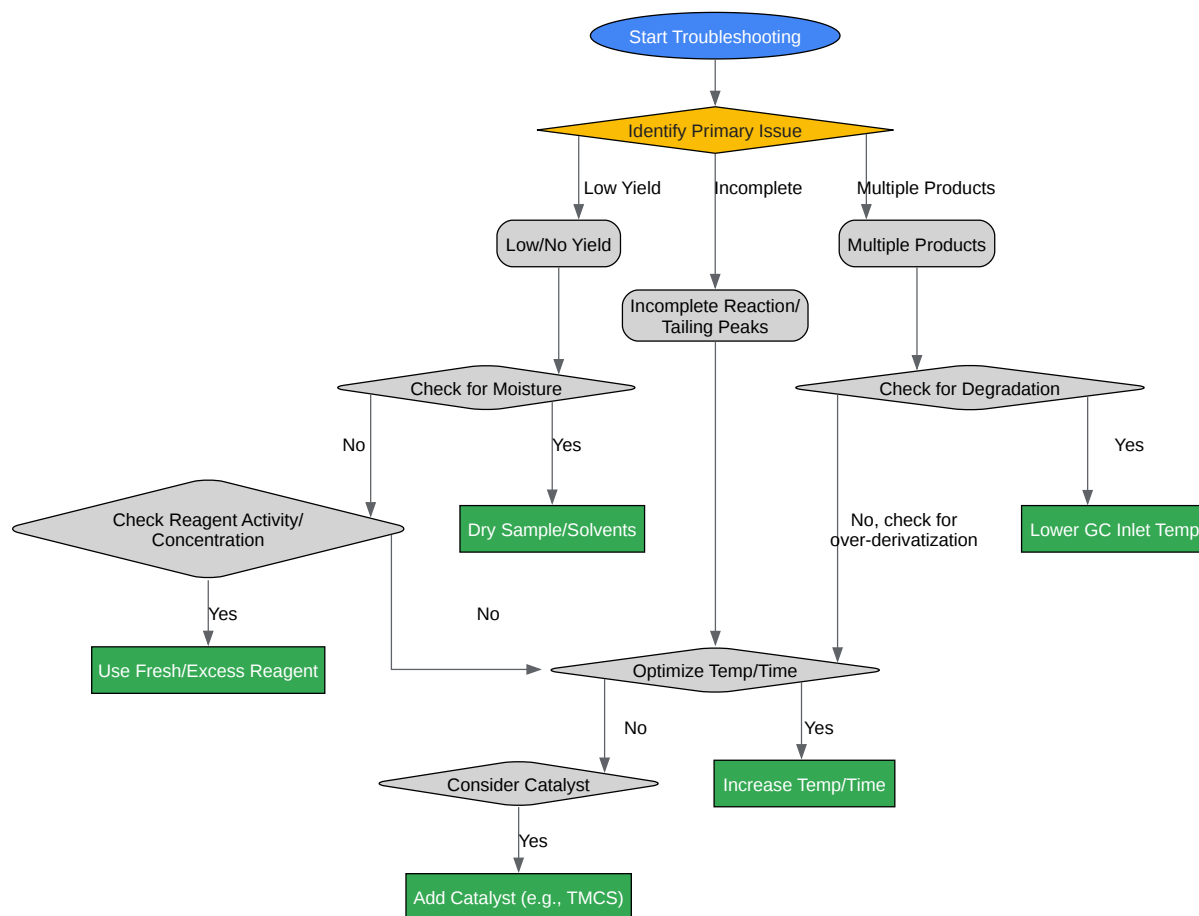 Start Troubleshooting
Identify Primary Issue
Low Yield
Incomplete
Multiple Products
Low/No Yield
Multiple Products
Incomplete Reaction/
Tailing Peaks
Check for Moisture
Check for Degradation
No
Yes
Yes
Check Reagent Activity/
Concentration
Dry Sample/Solvents
No, check for
over-derivatization
Lower GC Inlet Temp
Yes
No
Use Fresh/Excess Reagent
Optimize Temp/Time
No
Yes
Consider Catalyst
Increase Temp/Time
Yes
Add Catalyst (e.g., TMCS)